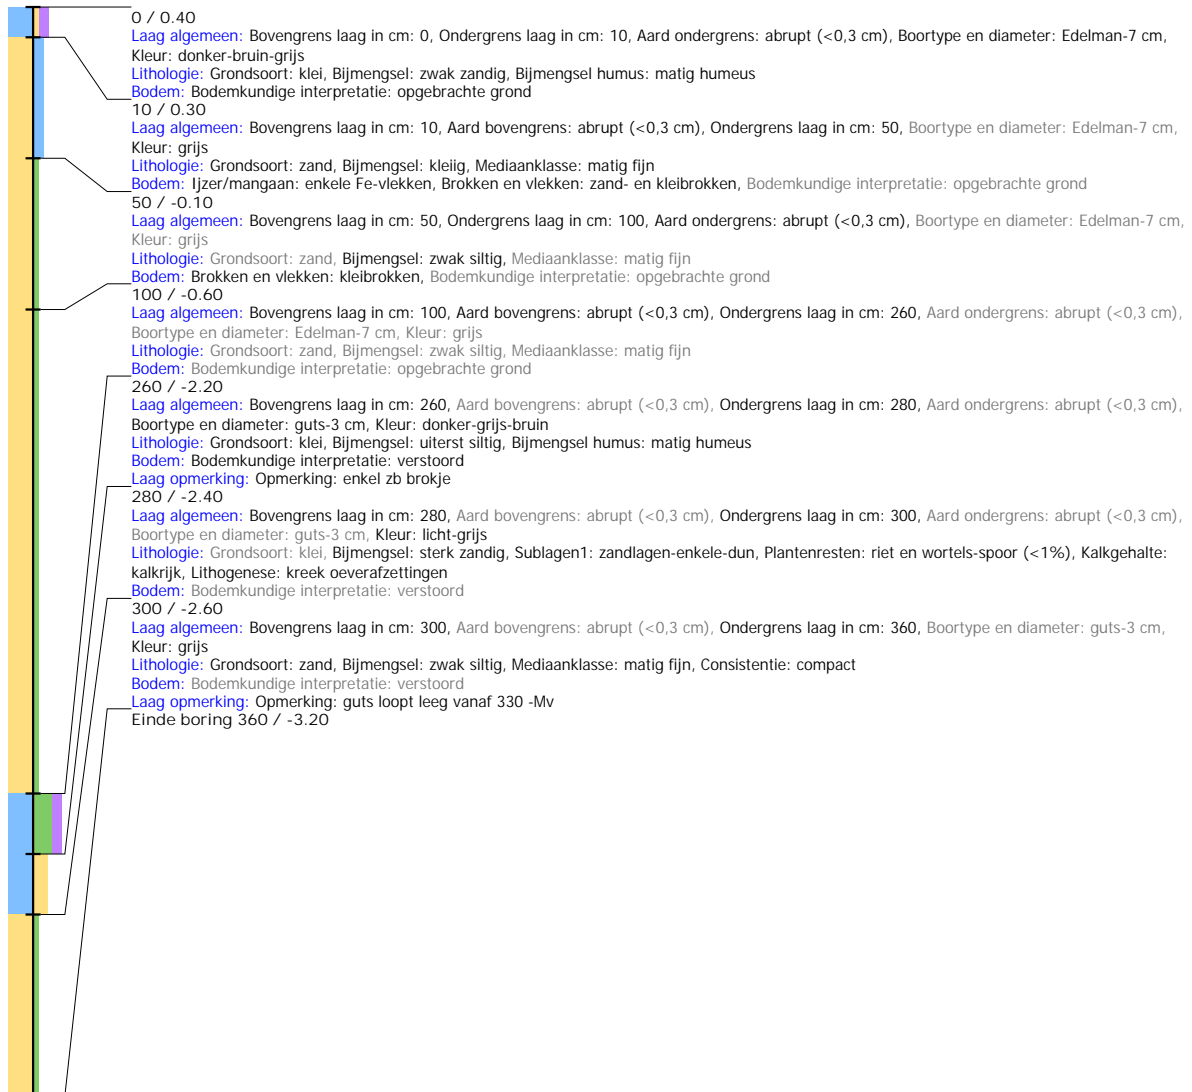 0 / 0.40
Laag algemeen: Bovengrens laag in cm: 0, Ondergrens laag in cm: 10, Aard ondergrens: abrupt (<0,3 cm), Boortype en diameter: Edelman-7 cm,
Kleur: donker-bruin-grijs
Lithologie: Grondsoort: klei, Bijmengsel: zwak zandig, Bijmengsel humus: matig humeus
Bodem: Bodemkundige interpretatie: opgebrachte grond
10 / 0.30
Laag algemeen: Bovengrens laag in cm: 10, Aard bovengrens: abrupt (<0,3 cm), Ondergrens laag in cm: 50, Boortype en diameter: Edelman-7 cm,
Kleur: grijs
Lithologie: Grondsoort: zand, Bijmengsel: kleiig, Mediaanklasse: matig fijn
Bodem: Ijzer/mangaan: enkele Fe-vlekken, Brokken en vlekken: zand- en kleibrokken, Bodemkundige interpretatie: opgebrachte grond
50 / -0.10
Laag algemeen: Bovengrens laag in cm: 50, Ondergrens laag in cm: 100, Aard ondergrens: abrupt (<0,3 cm), Boortype en diameter: Edelman-7 cm,
Kleur: grijs
Lithologie: Grondsoort: zand, Bijmengsel: zwak siltig, Mediaanklasse: matig fijn
Bodem: Brokken en vlekken: kleibrokken, Bodemkundige interpretatie: opgebrachte grond
100 / -0.60
Laag algemeen: Bovengrens laag in cm: 100, Aard bovengrens: abrupt (<0,3 cm), Ondergrens laag in cm: 260, Aard ondergrens: abrupt (<0,3 cm),
Boortype en diameter: Edelman-7 cm, Kleur: grijs
Lithologie: Grondsoort: zand, Bijmengsel: zwak siltig, Mediaanklasse: matig fijn
Bodem: Bodemkundige interpretatie: opgebrachte grond
260 / -2.20
Laag algemeen: Bovengrens laag in cm: 260, Aard bovengrens: abrupt (<0,3 cm), Ondergrens laag in cm: 280, Aard ondergrens: abrupt (<0,3 cm),
Boortype en diameter: guts-3 cm, Kleur: donker-grijs-bruin
Lithologie: Grondsoort: klei, Bijmengsel: uiterst siltig, Bijmengsel humus: matig humeus
Bodem: Bodemkundige interpretatie: verstoord
Laag opmerking: Opmerking: enkel zb brokje
280 / -2.40
Laag algemeen: Bovengrens laag in cm: 280, Aard bovengrens: abrupt (<0,3 cm), Ondergrens laag in cm: 300, Aard ondergrens: abrupt (<0,3 cm),
Boortype en diameter: guts-3 cm, Kleur: licht-grijs
Lithologie: Grondsoort: klei, Bijmengsel: sterk zandig, Sublagen1: zandlagen-enkele-dun, Plantenresten: riet en wortels-spoor (<1%), Kalkgehalte:
kalkrijk, Lithogenese: kreek oeverafzettingen
Bodem: Bodemkundige interpretatie: verstoord
300 / -2.60
Laag algemeen: Bovengrens laag in cm: 300, Aard bovengrens: abrupt (<0,3 cm), Ondergrens laag in cm: 360, Boortype en diameter: guts-3 cm,
Kleur: grijs
Lithologie: Grondsoort: zand, Bijmengsel: zwak siltig, Mediaanklasse: matig fijn, Consistentie: compact
Bodem: Bodemkundige interpretatie: verstoord
Laag opmerking: Opmerking: guts loopt leeg vanaf 330 -Mv
Einde boring 360 / -3.20